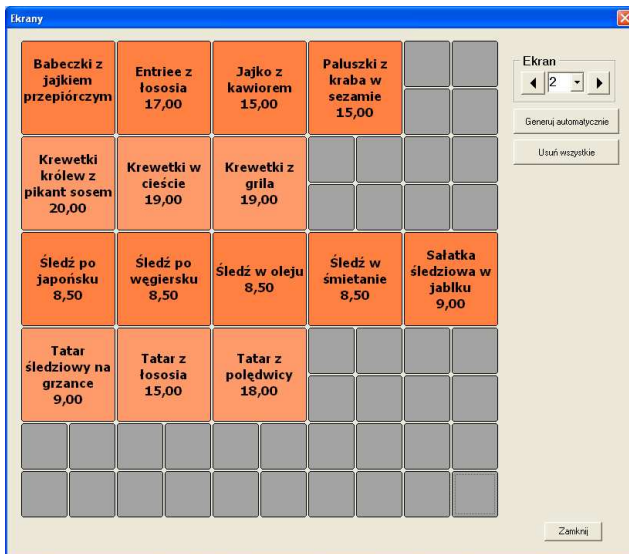 Ekrany
Babeczki z
jajkiem
przepiórczym
Entriee z
łososia
17,00
Jajko z
kawiorem
15,00
Paluszki z
kraba w
sezamie
15,00
Ekran
2
Generuj automatycznie
Usuń wszystkie
Krewetki
królew z
pikant sosem
20,00
Krewetki w
cieście
19,00
Krewetki z
grila
19,00
Śledź po
japońsku
8,50
Śledź po
węgiersku
8,50
Śledź w oleju
8,50
Śledź w
śmietanie
8,50
Sałatka
śledziowa w
jablku
9,00
Tatar
śledziowy na
grzance
9,00
Tatar z
łososia
15,00
Tatar z
polędwicy
18,00
Zamknij